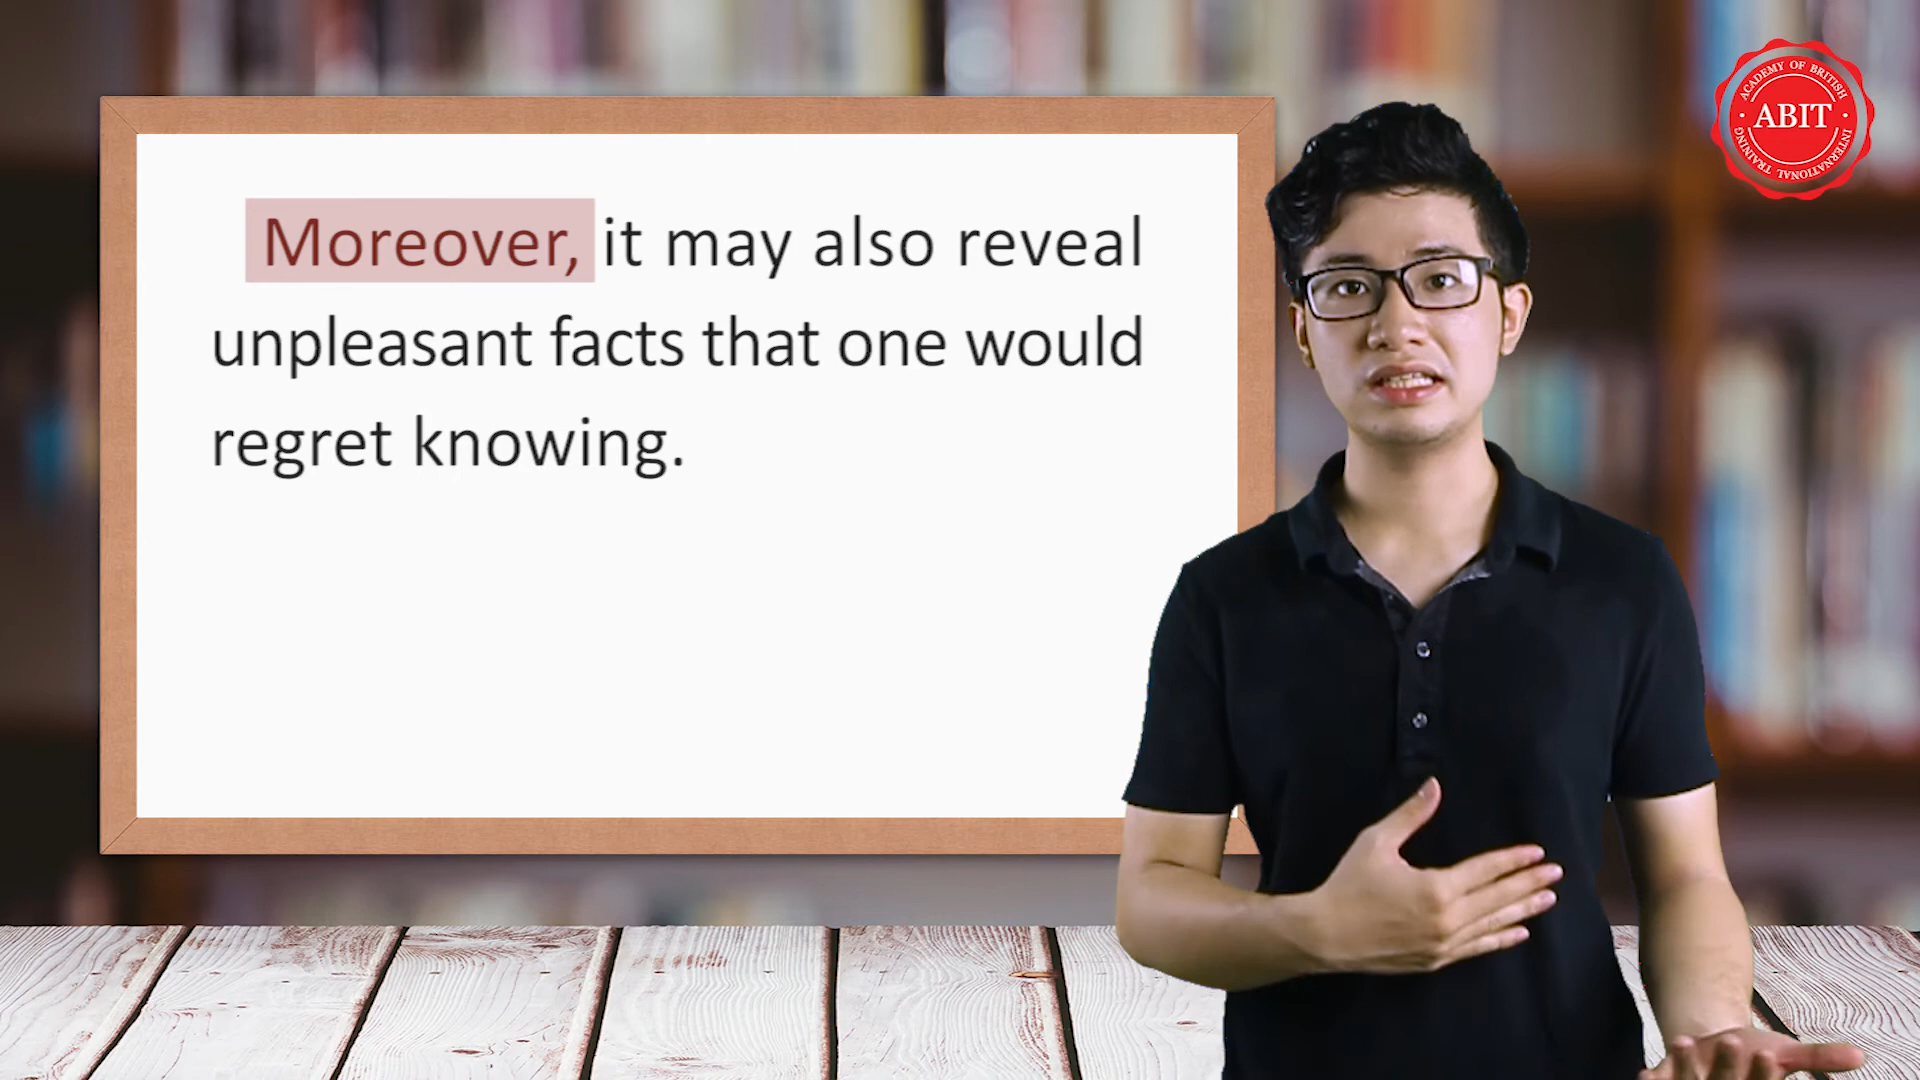 Moreover, it may also reveal
unpleasant facts that one would
regret knowing.
ACADEMY OF BRITISH
ABIT
INTERNATIONAL TRAINING